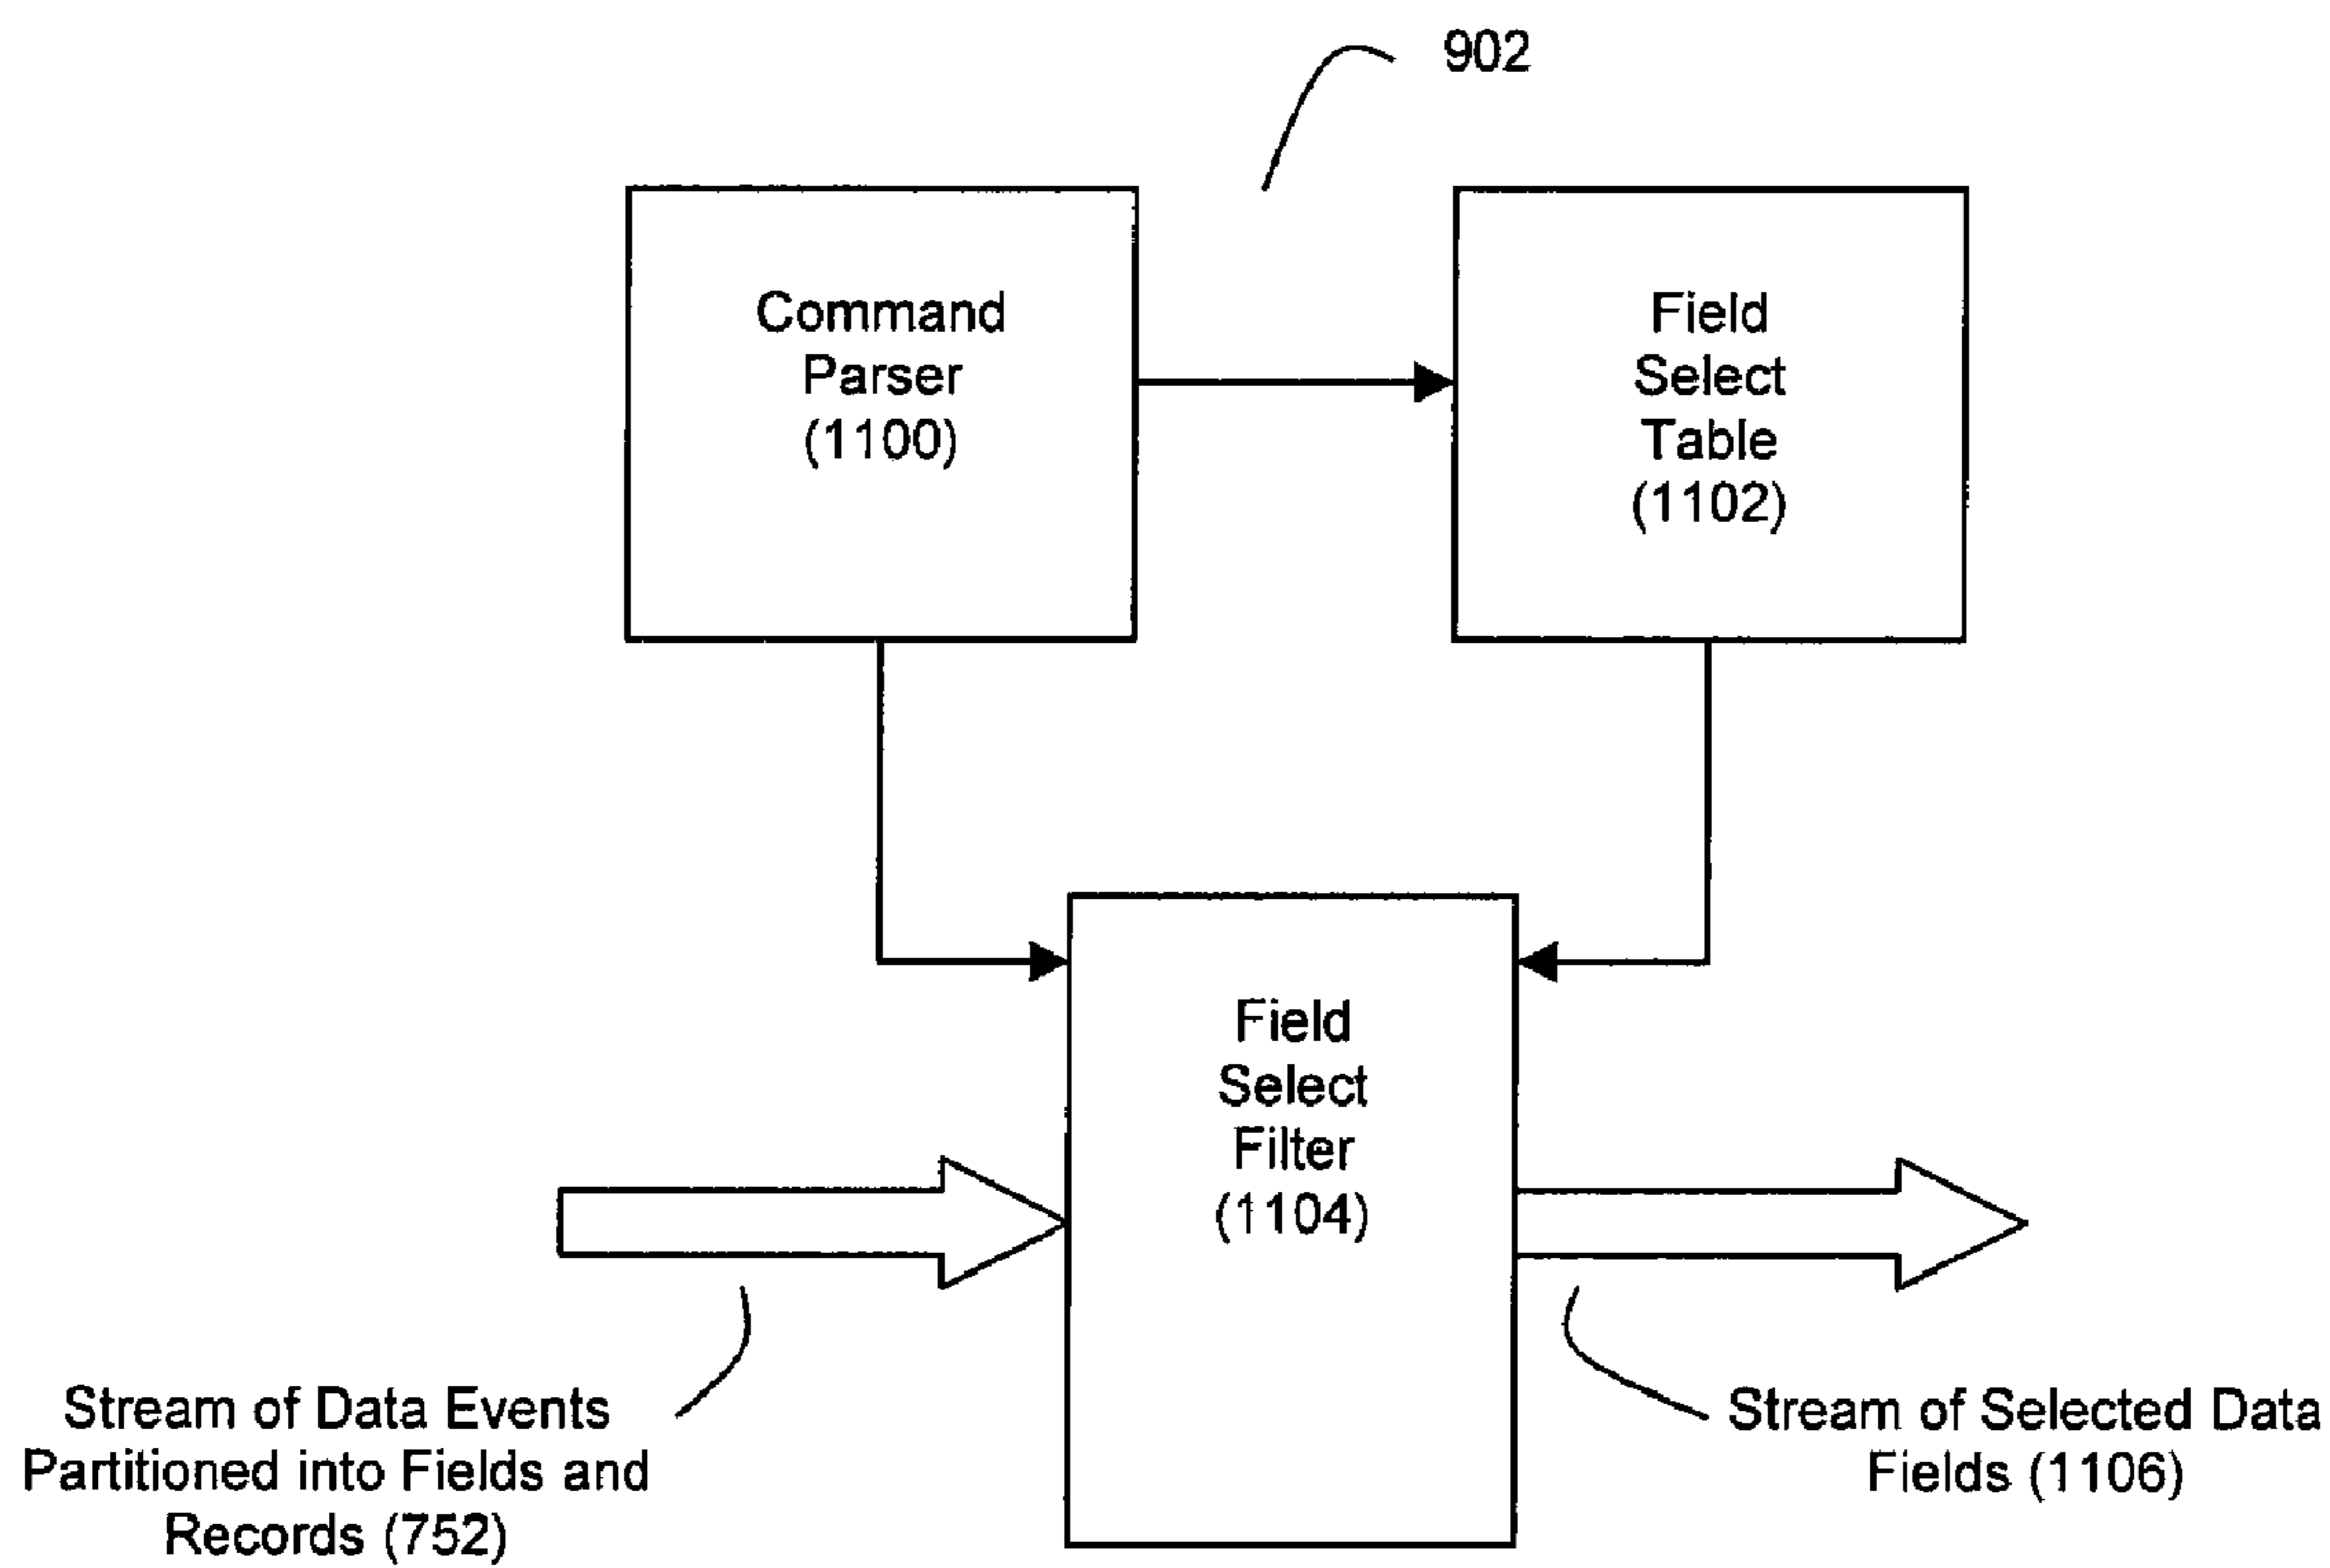 902
Command
Parser
(1100)
Field
Select
Table
(1102)
Field
Select
Filter
(1104)
Stream of Data Events
Partitioned into Fields and
Records (752)
Stream of Selected Data
Fields (1106)